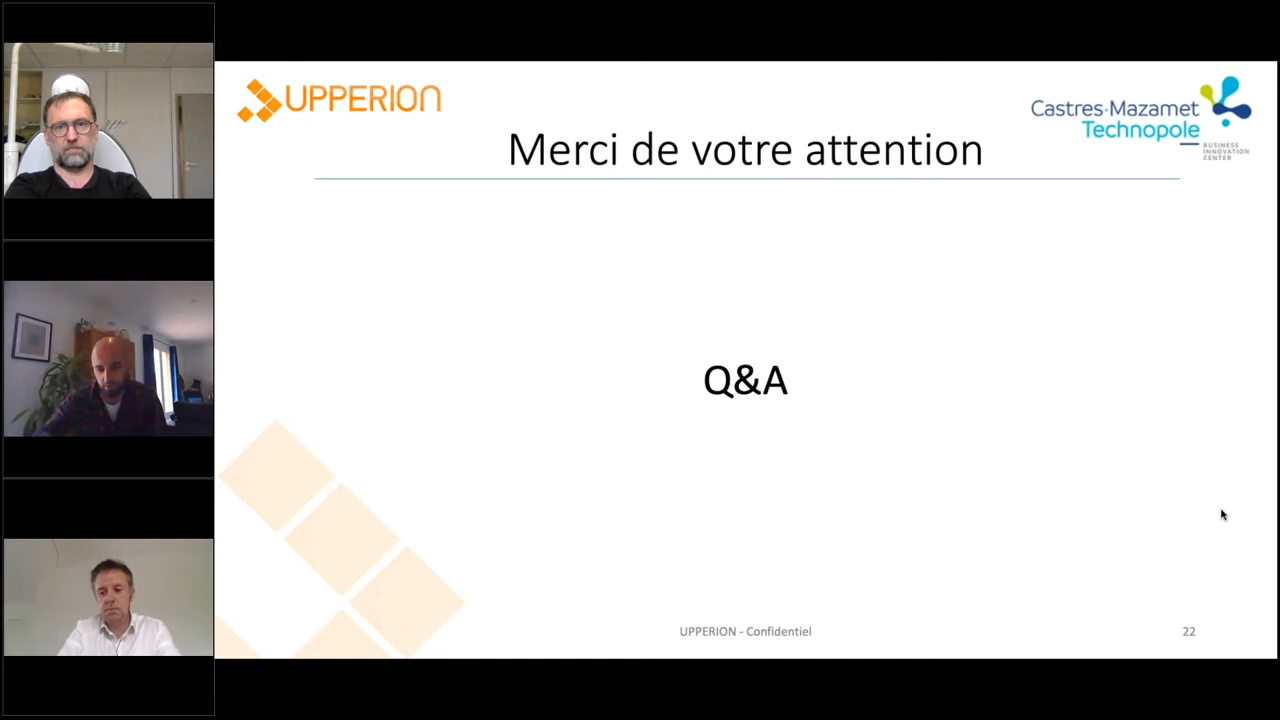 UPPERION
Castres-Mazamet
Technopole
BUSINESS
INNOVATION
CENTER
Merci de votre attention
Q&A
UPPERION - Confidentiel
22